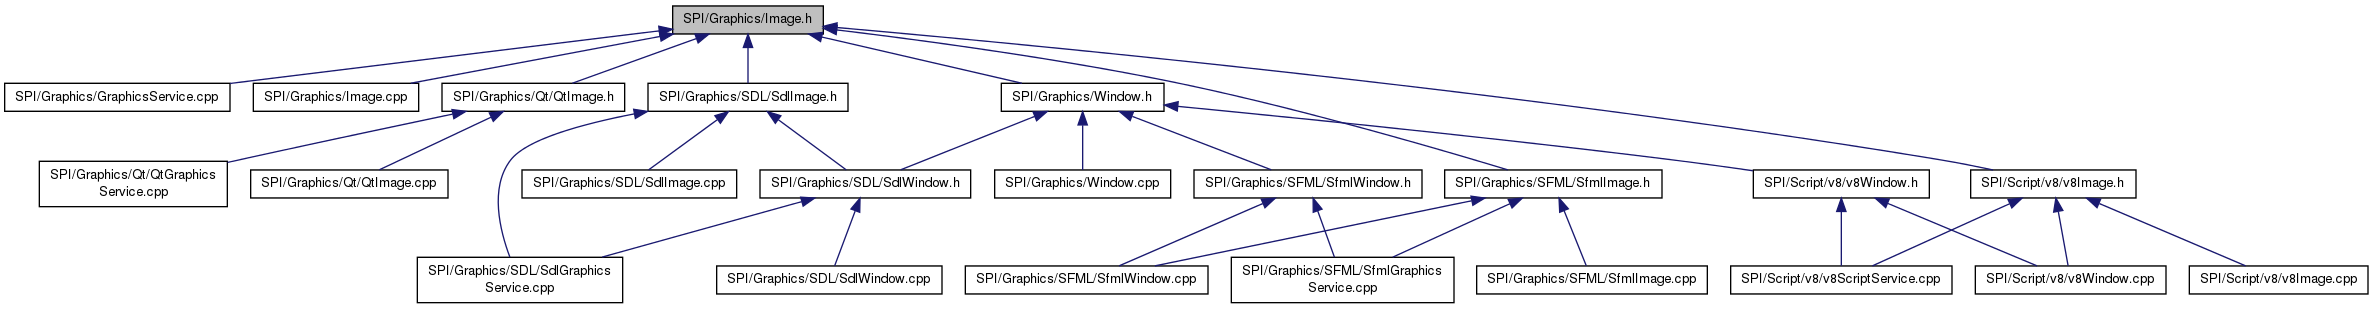 SPI/Graphics/Image.h
SPI/Graphics/GraphicsService.cpp
SPI/Graphics/Image.cpp
SPI/Graphics/Qt/QtImage.h
SPI/Graphics/SDL/SdlImage.h
SPI/Graphics/Window.h
SPI/Graphics/Qt/QtGraphics
Service.cpp
SPI/Graphics/Qt/QtImage.cpp
SPI/Graphics/SDL/SdlImage.cpp
SPI/Graphics/SDL/SdlWindow.h
SPI/Graphics/Window.cpp
SPI/Graphics/SFML/SfmlWindow.h
SPI/Graphics/SFML/SfmlImage.h
SPI/Script/v8/v8Window.h
SPI/Script/v8/v8Image.h
SPI/Graphics/SDL/SdlGraphics
Service.cpp
SPI/Graphics/SDL/SdlWindow.cpp
SPI/Graphics/SFML/SfmlWindow.cpp
SPI/Graphics/SFML/SfmlGraphics
Service.cpp
SPI/Graphics/SFML/SfmlImage.cpp
SPI/Script/v8/v8ScriptService.cpp
SPI/Script/v8/v8Window.cpp
SPI/Script/v8/v8Image.cpp